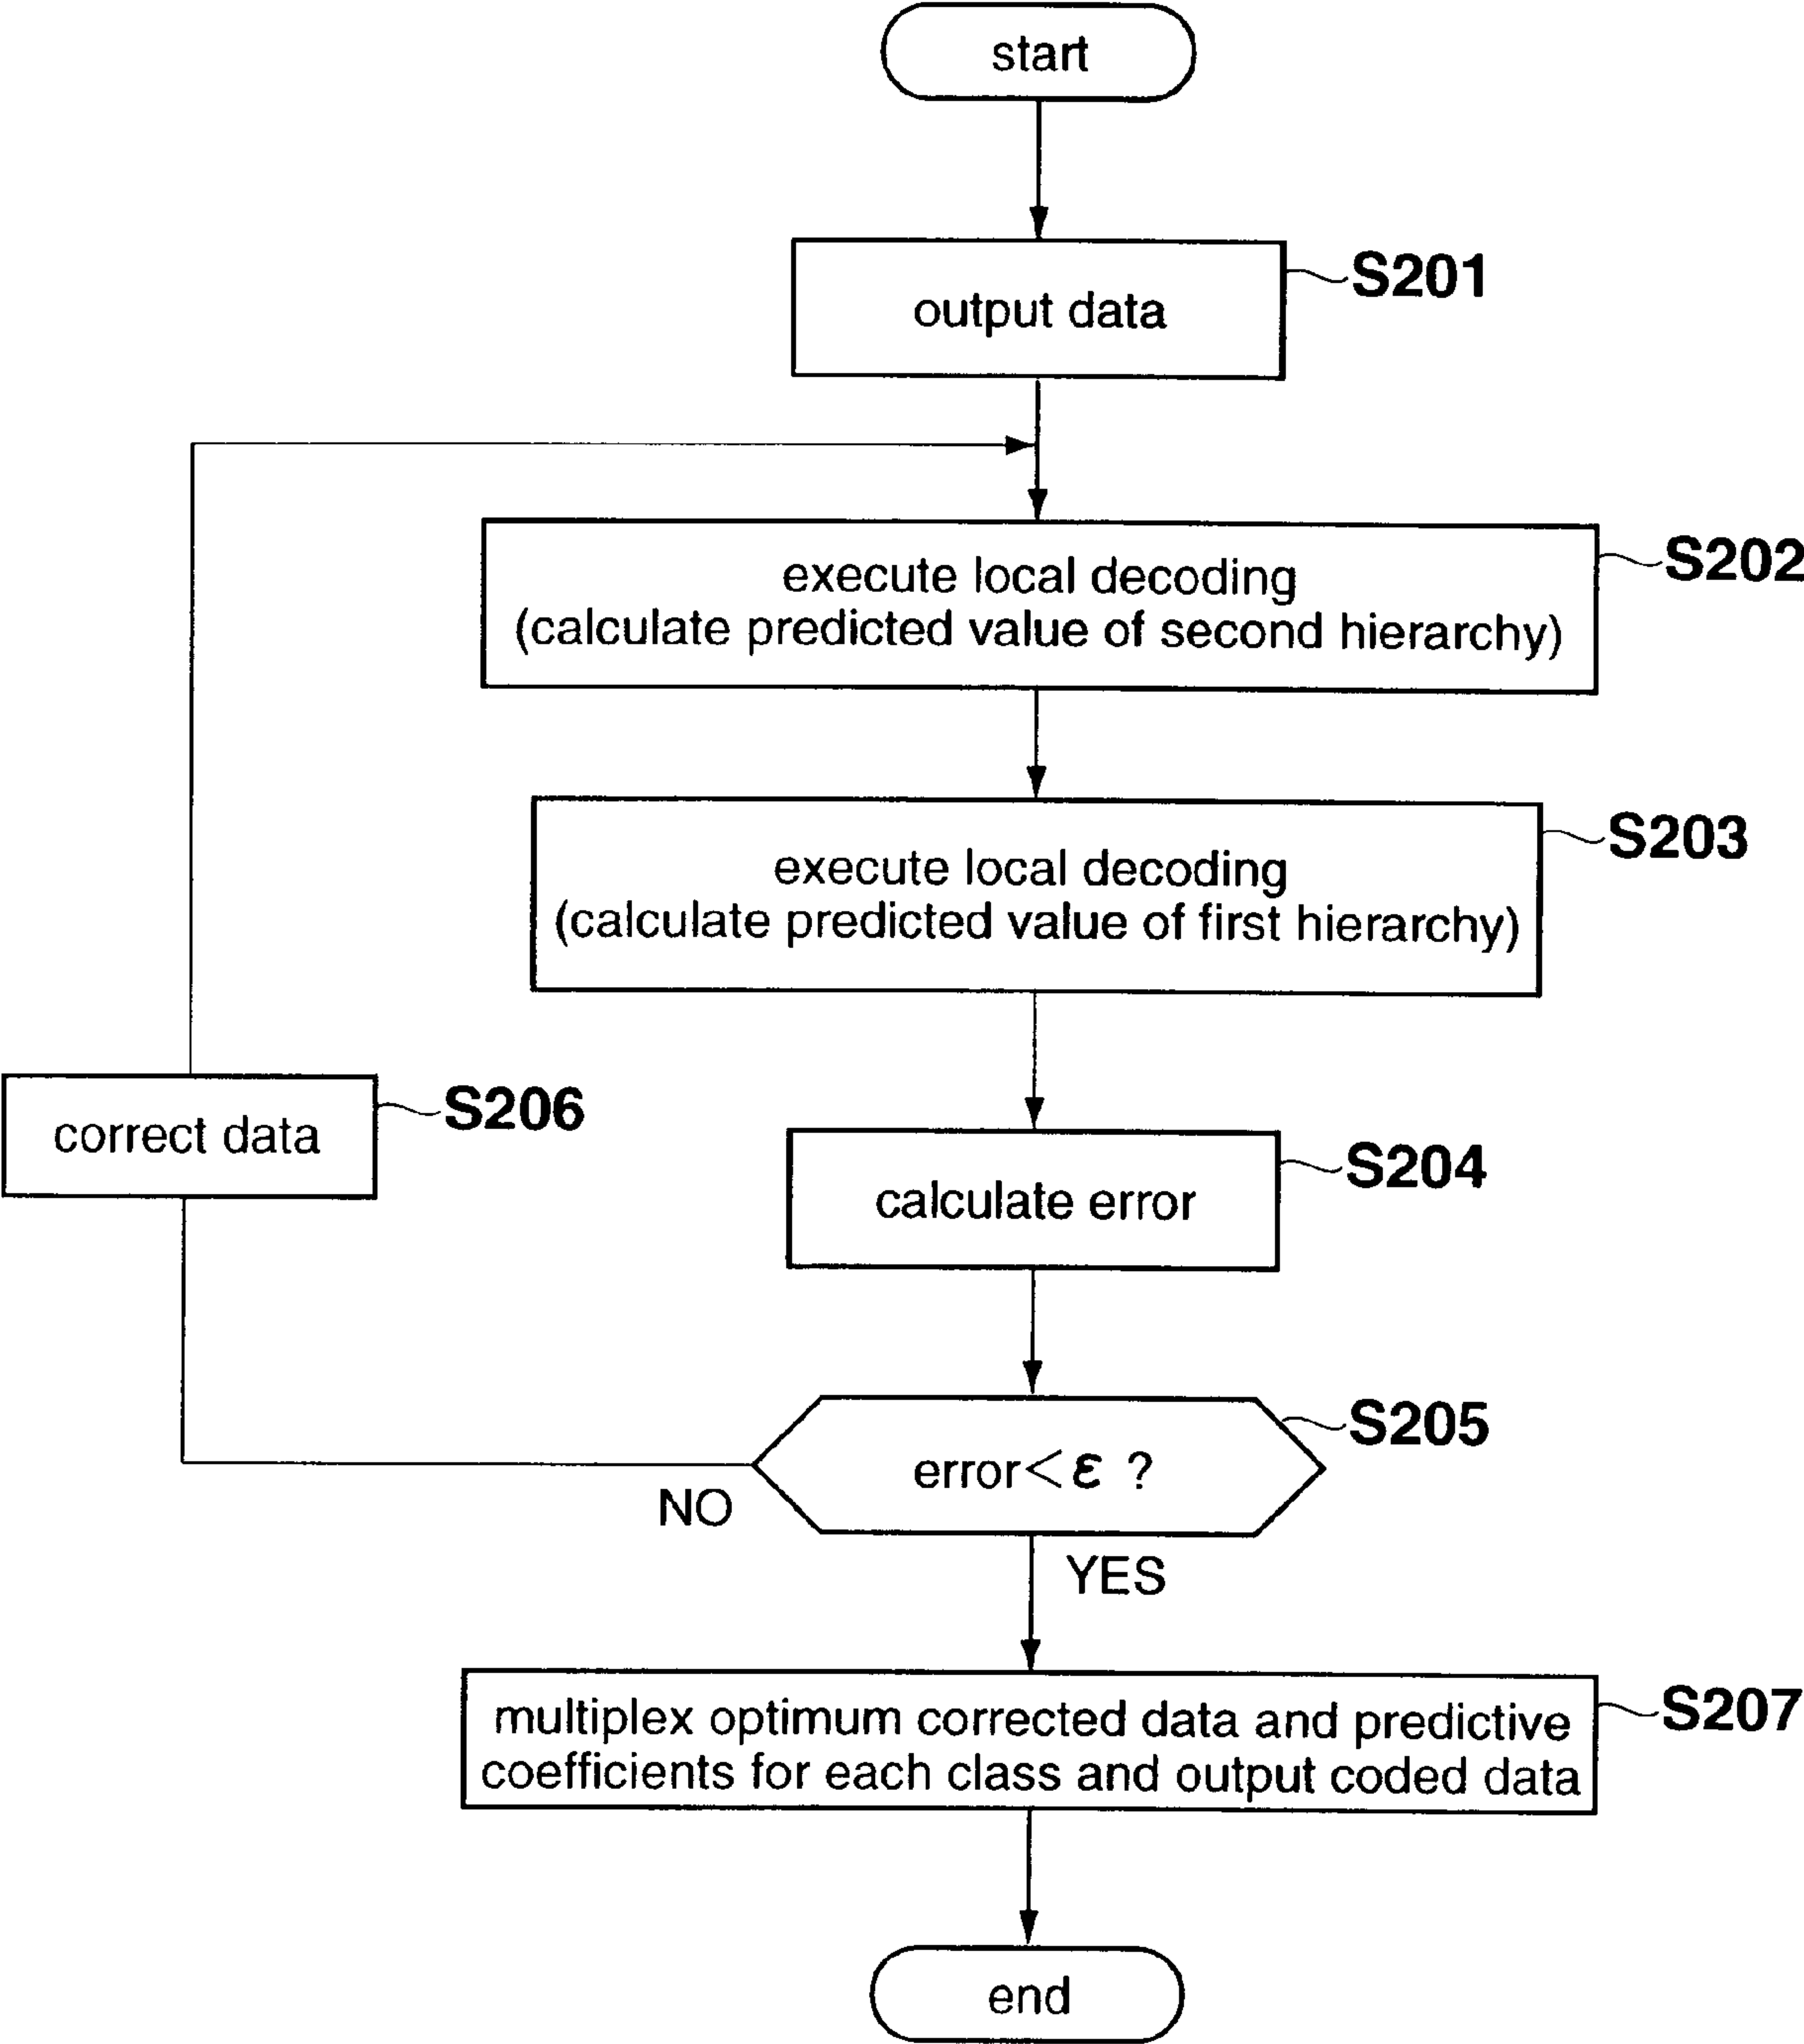 start
output data
S201
execute local decoding
(calculate predicted value of second hierarchy)
S202
execute local decoding
(calculate predicted value of first hierarchy)
S203
correct data
S206
calculate error
S204
error<ε ?
S205
NO
YES
multiplex optimum corrected data and predictive
coefficients for each class and output coded data
S207
end